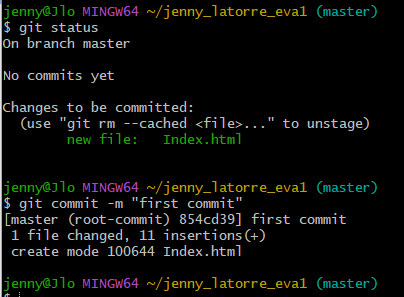 jenny@Jlo MINGW64 ~/jenny_latorre_eva1 (master)
$ git status
On branch master
No commits yet
Changes to be committed:
  (use "git rm --cached <file>..." to unstage)
        new file:   Index.html
jenny@Jlo MINGW64 ~/jenny_latorre_eva1 (master)
$ git commit -m "first commit"
[master (root-commit) 854cd39] first commit
 1 file changed, 11 insertions(+)
 create mode 100644 Index.html
jenny@Jlo MINGW64 ~/jenny_latorre_eva1 (master)
$